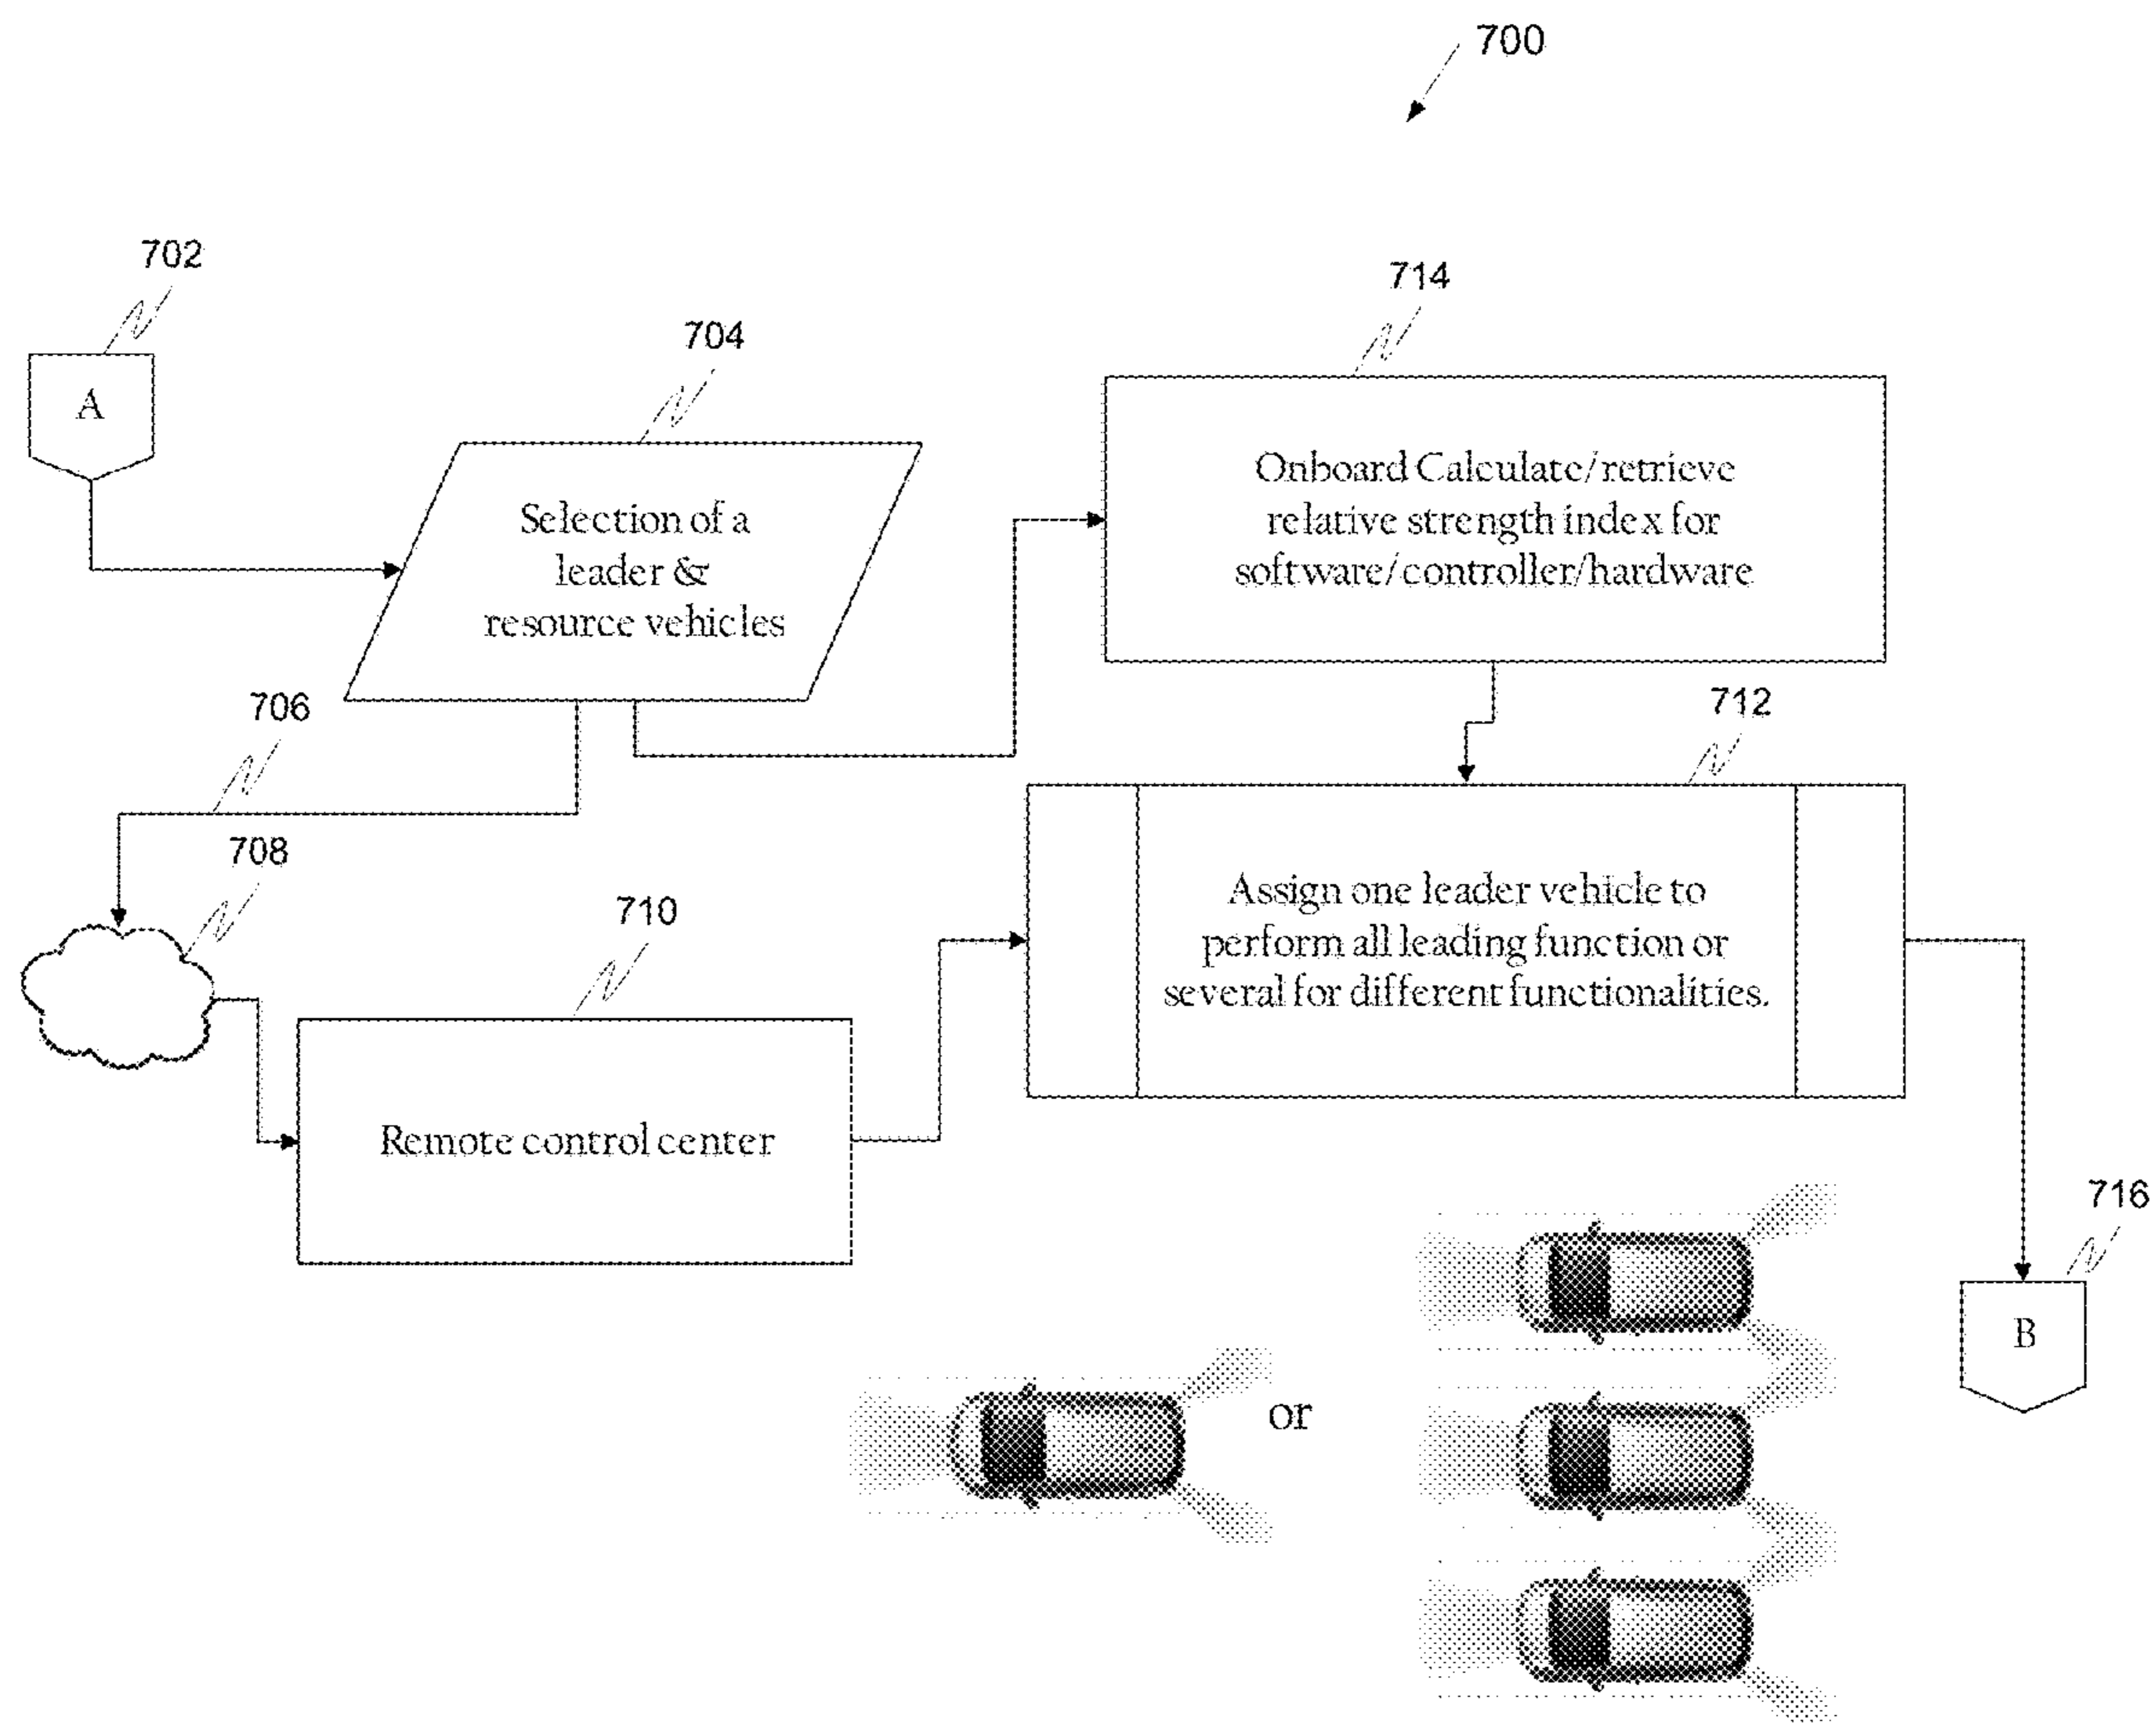 700
702
A
704
Selection of a
leader &
resource vehicles
714
Onboard Calculate/retrieve
relative strength index for
software/controller/hardware
706
708
710
Remote control center
712
Assign one leader vehicle to
perform all leading function or
several for different functionalities.
716
B
or